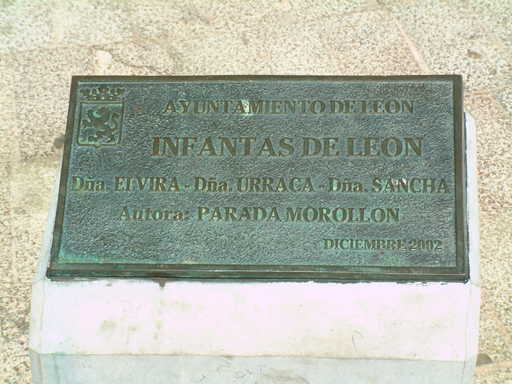 AYUNTAMIENTO DE LEON
INFANTAS DE LEON
Dña. ELVIRA - Dña. URRACA - Dña. SANCHA
Autora: PARADA MOROLLON
DICIEMBRE 2002